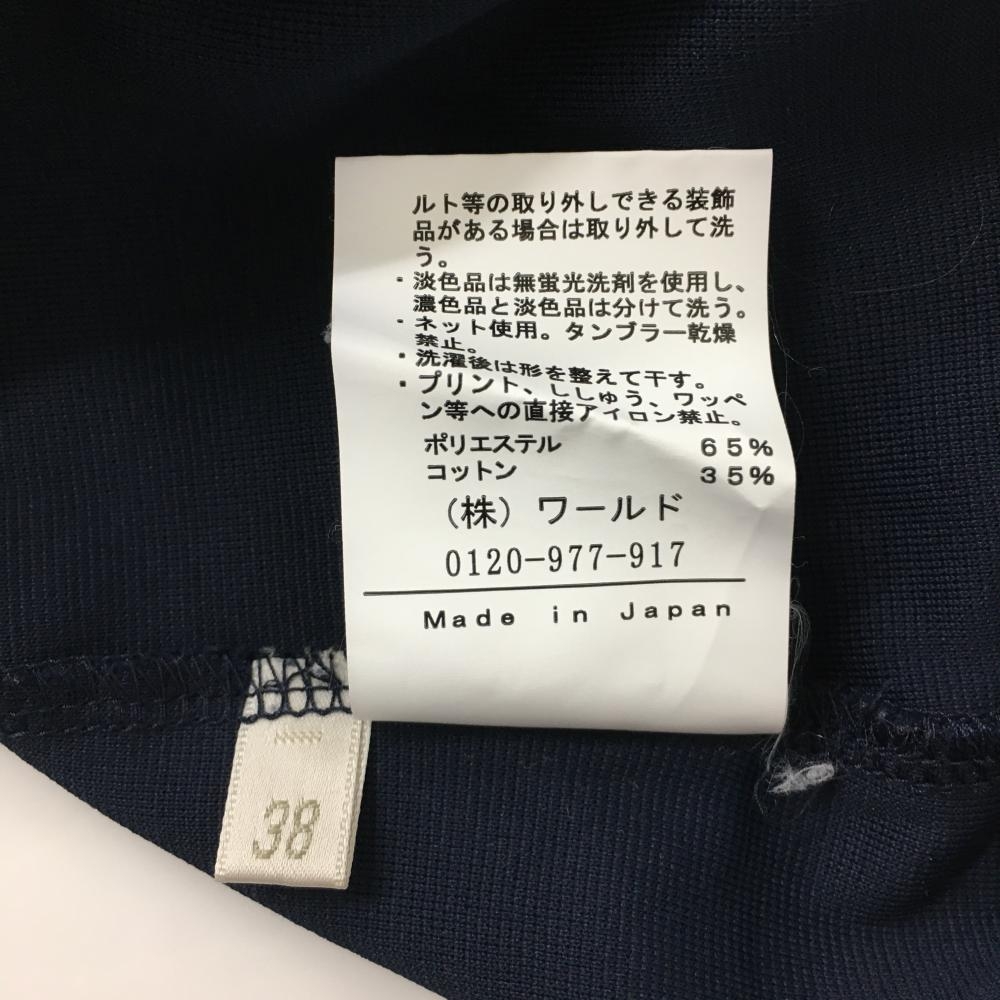 ルト等の取り外しできる装飾
品がある場合は取り外して洗
う。
・淡色品は無蛍光洗剤を使用し、
濃色品と淡色品は分けて洗う。
・ネット使用。タンブラー乾燥
禁止。
・洗濯後は形を整えて干す。
・プリント、ししゅう、ワッペ
ン等への直接アイロン禁止。
ポリエステル 65%
コットン 35%
(株) ワールド
0120-977-917
Made in Japan
38